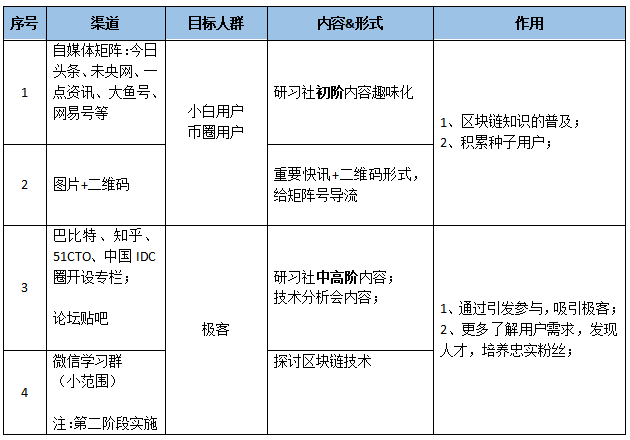 序号 渠道 目标人群 内容&形式 作用
1
自媒体矩阵：今日
头条、未央网、一
点资讯、大鱼号、
网易号等
小白用户
币圈用户
研习社初阶内容趣味化
1、区块链知识的普及；
2、积累种子用户；
2
图片+二维码
重要快讯+二维码形式，
给矩阵号导流
3
巴比特、知乎、
51CTO、中国 IDC
圈开设专栏；
论坛贴吧
极客
研习社中高阶内容；
技术分析会内容；
1、通过引发参与，吸引极客；
2、更多了解用户需求，发现
人才，培养忠实粉丝；
4
微信学习群
（小范围）
注：第二阶段实施
探讨区块链技术